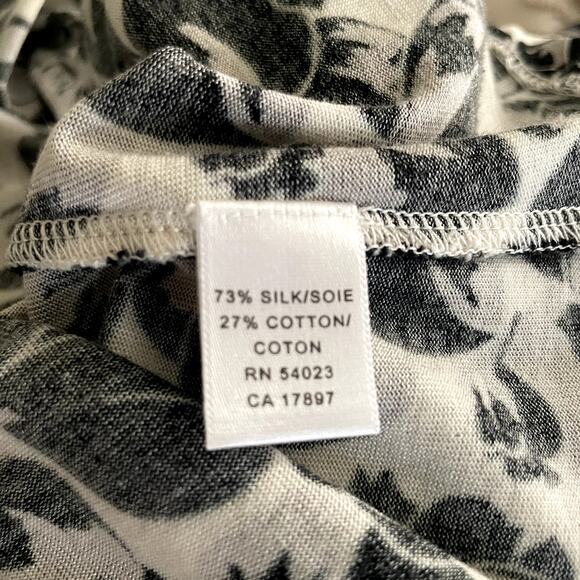 73% SILK/SOIE
27% COTTON/
COTON
RN 54023
CA 17897